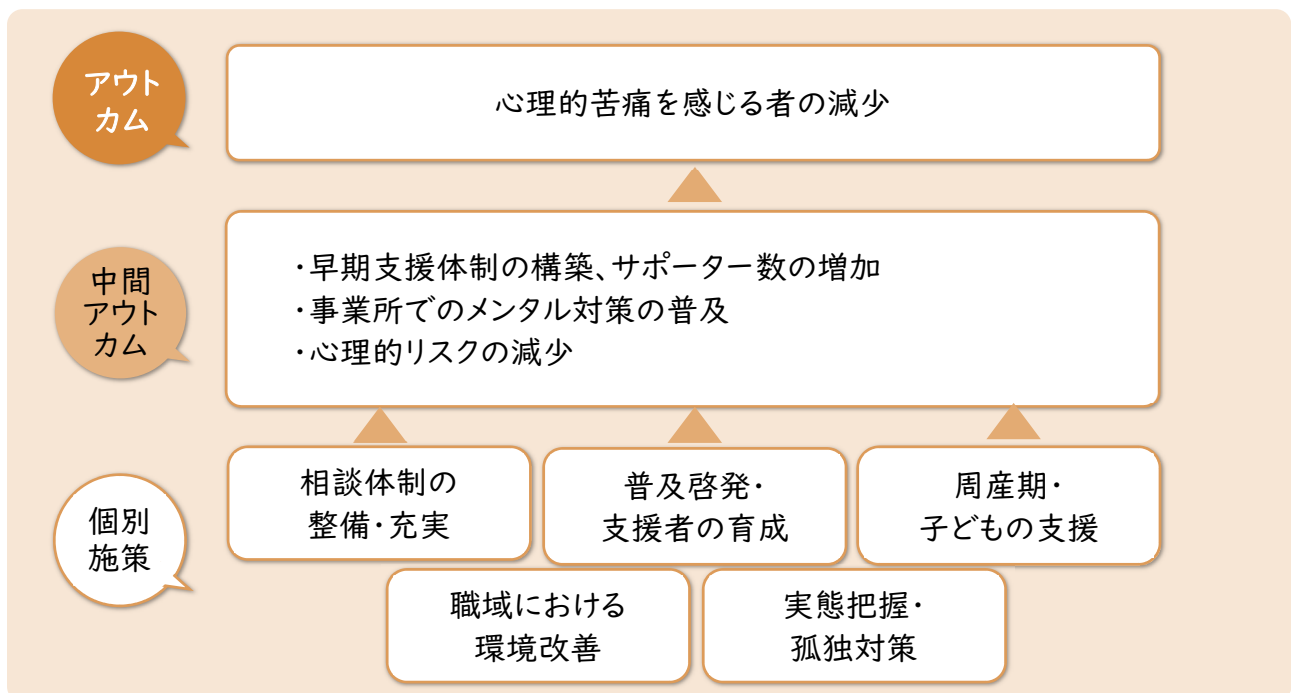 アウト
カム
心理的苦痛を感じる者の減少
中間
アウト
カム
・早期支援体制の構築、サポーター数の増加
・事業所でのメンタル対策の普及
・心理的リスクの減少
個別
施策
相談体制の
整備・充実
普及啓発・
支援者の育成
周産期・
子どもの支援
職域における
環境改善
実態把握・
孤独対策